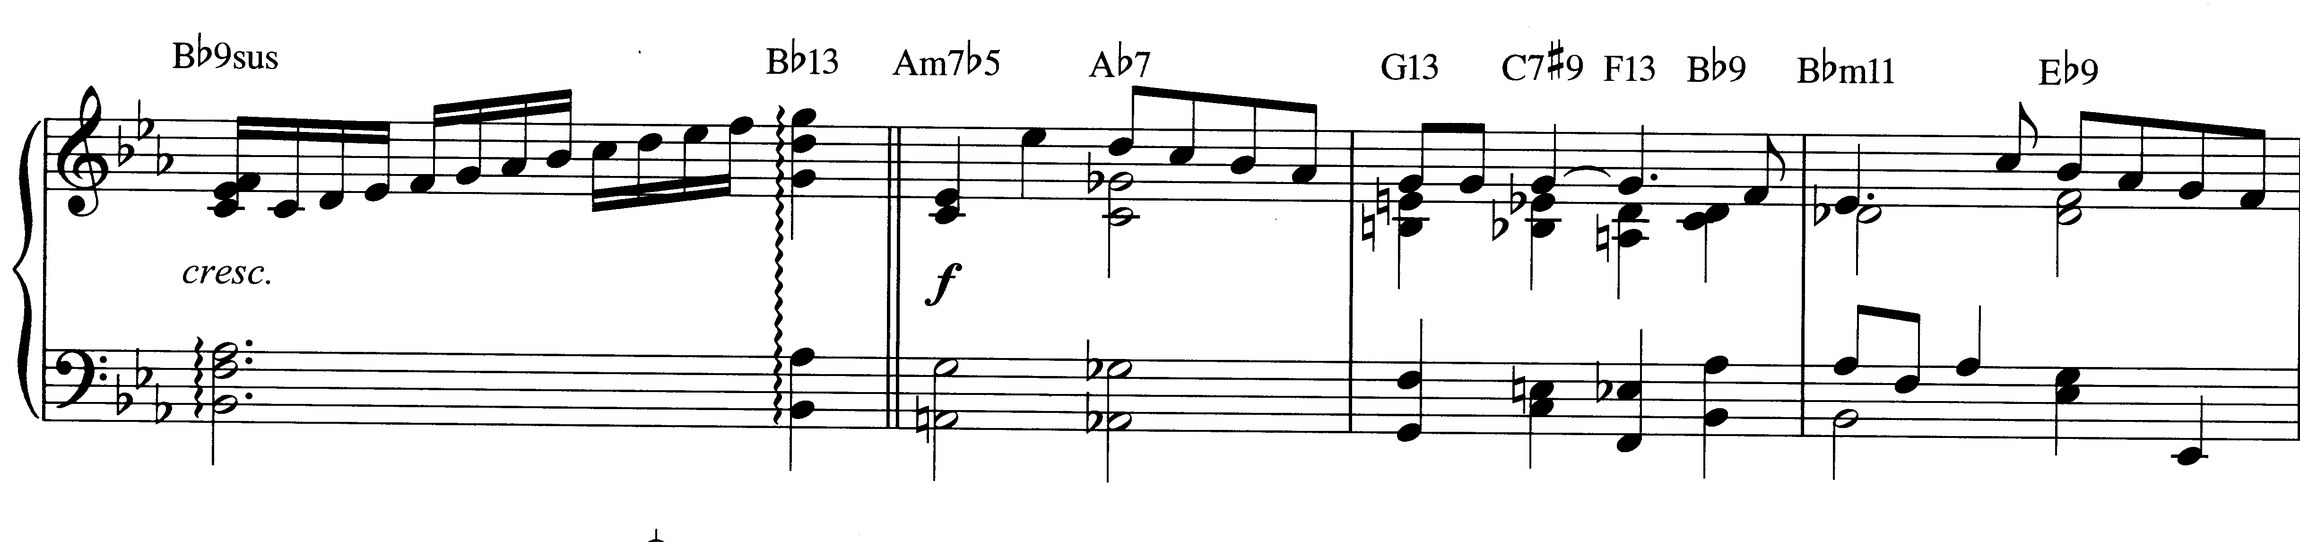 B♭9sus B♭13 Am7♭5 A♭7 G13 C7♯9 F13 B♭9 B♭m11 E♭9
cresc. f